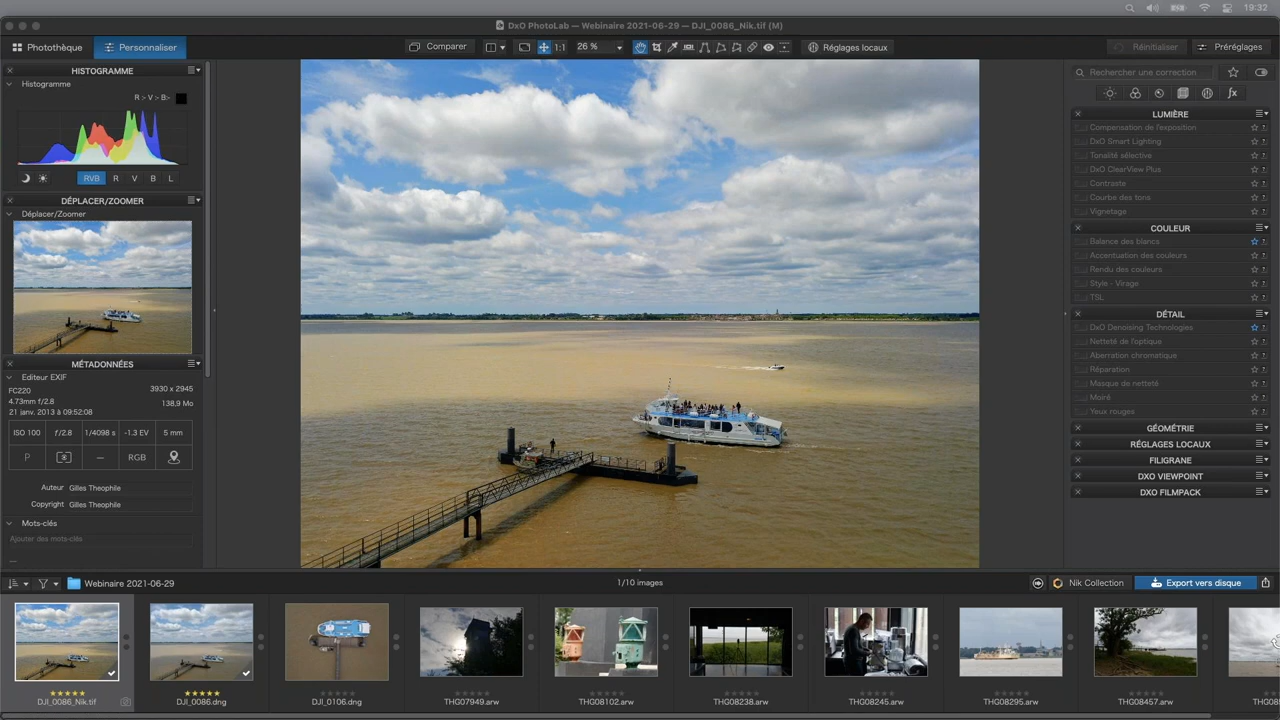 19:32
DxO PhotoLab — Webinaire 2021-06-29 — DJI_0086_Nik.tif (M)
Photothèque
Personnaliser
Comparer
1:1
26 %
Réglages locaux
Réinitialiser
Préréglages
HISTOGRAMME
Histogramme
R > V > B >
RVB R V B L
DÉPLACER/ZOOMER
Déplacer/Zoomer
MÉTADONNÉES
Editeur EXIF
FC220
3930 x 2945
4.73mm f/2.8
138,9 Mo
21 janv. 2013 à 09:52:08
ISO 100 f/2.8 1/4098 s -1.3 EV 5 mm
P — RGB
Auteur Gilles Theophile
Copyright Gilles Theophile
Mots-clés
Ajouter des mots-clés
—
Rechercher une correction
fx
LUMIÈRE
Compensation de l'exposition
DxO Smart Lighting
Tonalité sélective
DxO ClearView Plus
Contraste
Courbe des tons
Vignetage
COULEUR
Balance des blancs
Accentuation des couleurs
Rendu des couleurs
Style - Virage
TSL
DÉTAIL
DxO Denoising Technologies
Netteté de l'optique
Aberration chromatique
Réparation
Masque de netteté
Moiré
Yeux rouges
GÉOMÉTRIE
RÉGLAGES LOCAUX
FILIGRANE
DXO VIEWPOINT
DXO FILMPACK
Webinaire 2021-06-29
1/10 images
Nik Collection
Export vers disque
DJI_0086_Nik.tif
DJI_0086.dng
DJI_0106.dng
THG07949.arw
THG08102.arw
THG08238.arw
THG08245.arw
THG08295.arw
THG08457.arw
THG08